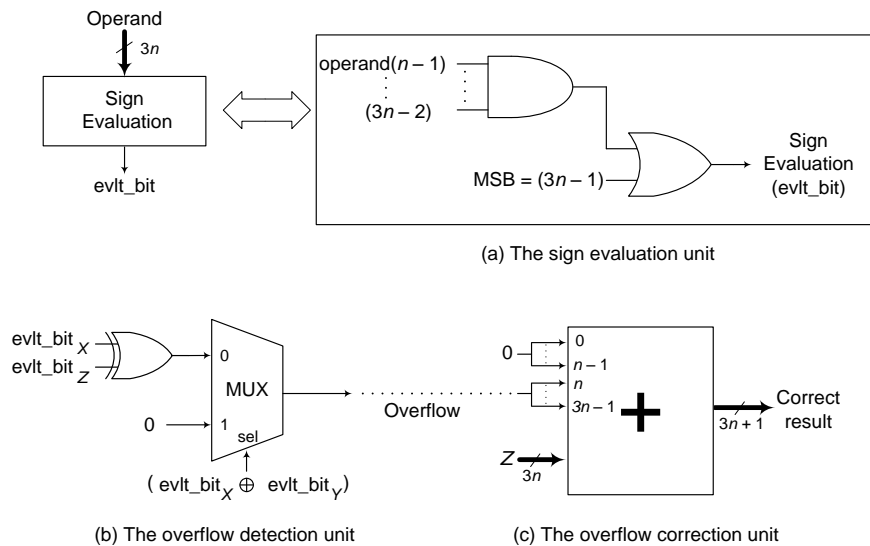 Operand
3n
Sign
Evaluation
evlt_bit
operand(n – 1)
(3n – 2)
MSB = (3n – 1)
Sign
Evaluation
(evlt_bit)
(a) The sign evaluation unit
evlt_bit X
evlt_bit Z
0
MUX
0
1
sel
( evlt_bit X ⊕ evlt_bit Y )
Overflow
0
0
n – 1
n
3n – 1
+
Z
3n
3n + 1
Correct
result
(b) The overflow detection unit
(c) The overflow correction unit